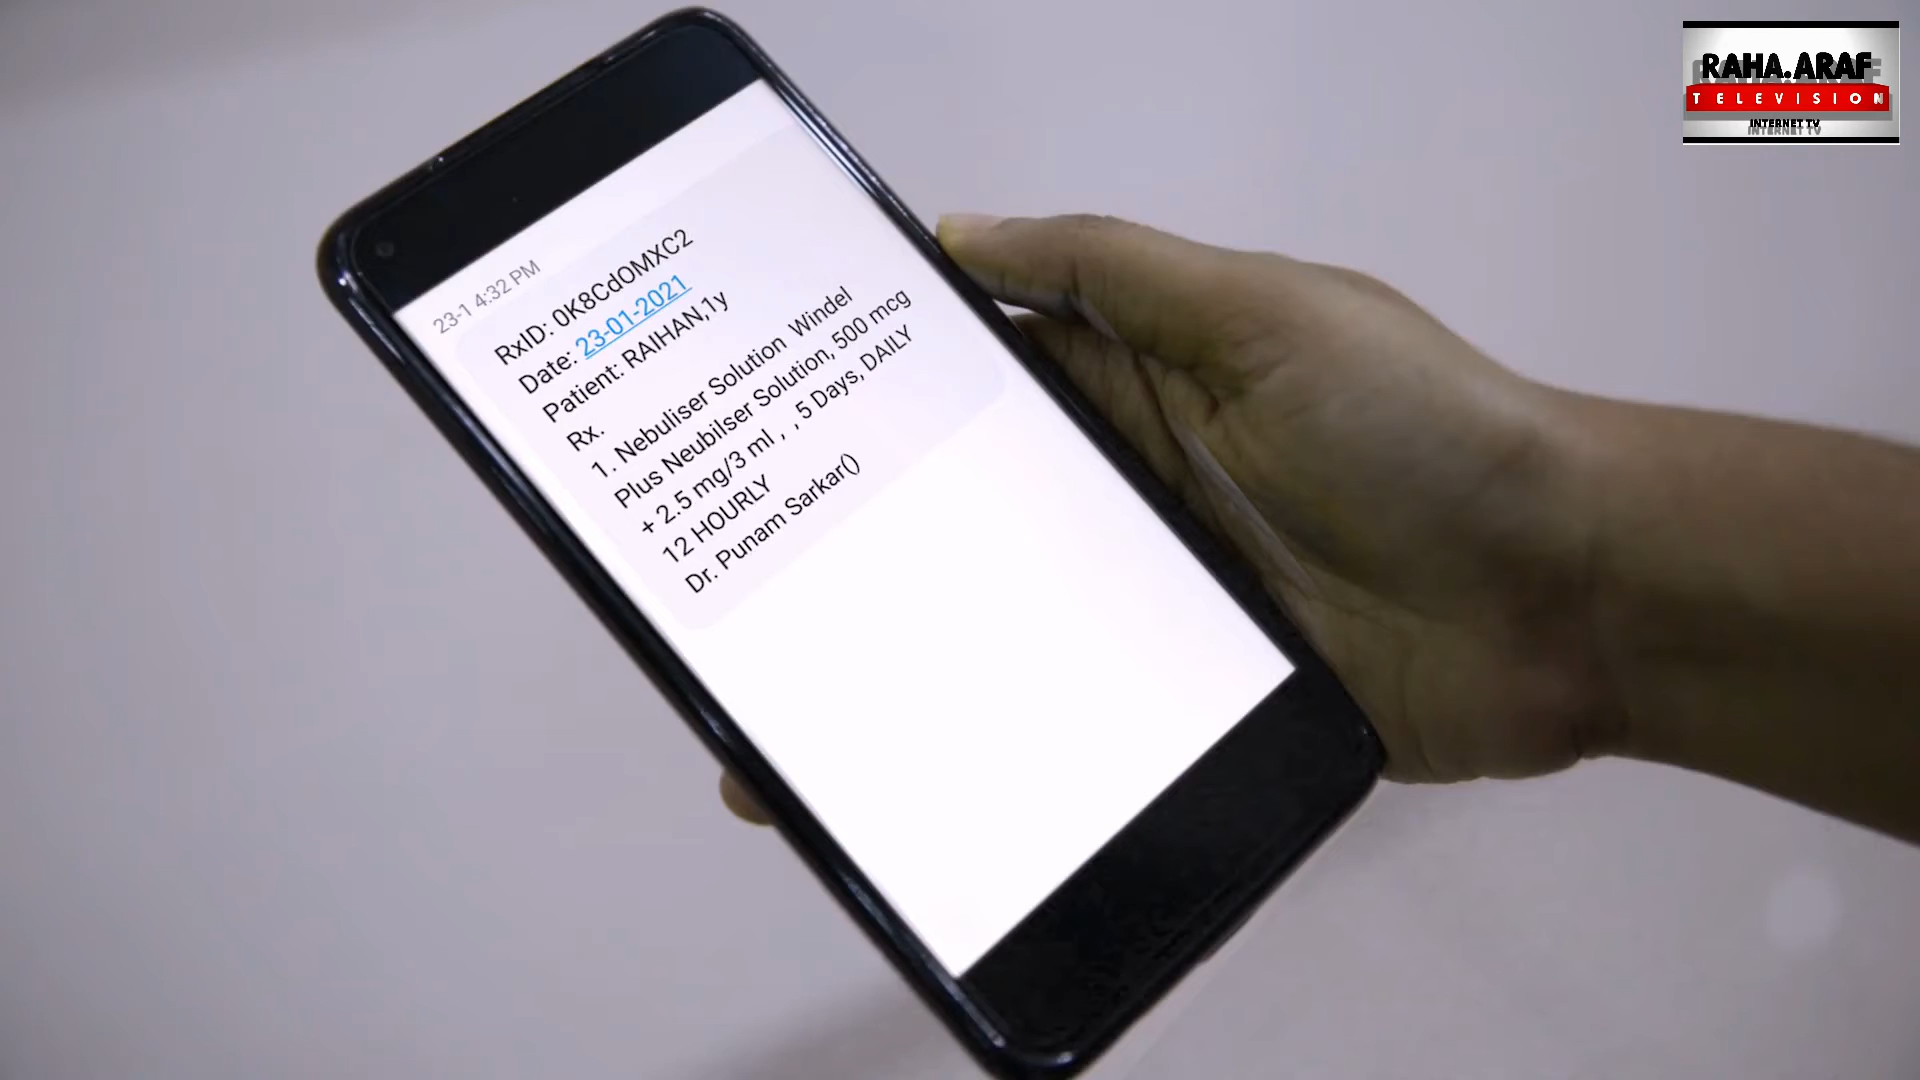 RAHA.ARAF
TELEVISION
INTERNET TV
23-1 4:32 PM
RxID: 0K8CdOMXC2
Date: 23-01-2021
Patient: RAIHAN,1y
Rx.
1. Nebuliser Solution Windel
Plus Neubilser Solution, 500 mcg
+ 2.5 mg/3 ml , , 5 Days, DAILY
12 HOURLY
Dr. Punam Sarkar()